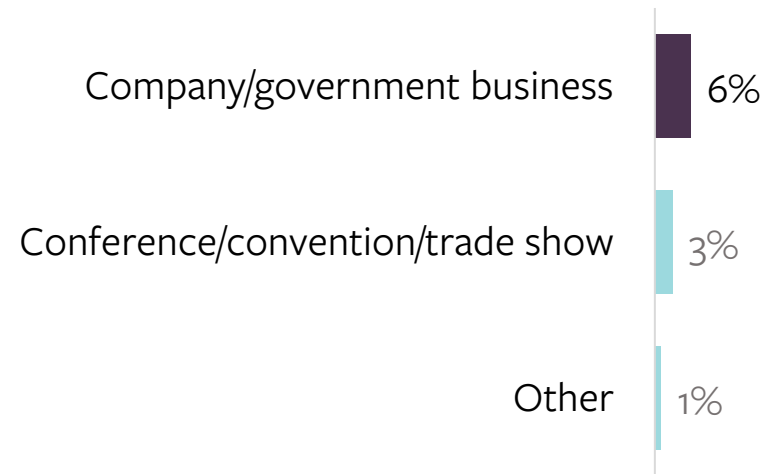 Company/government business 6%
Conference/convention/trade show 3%
Other 1%